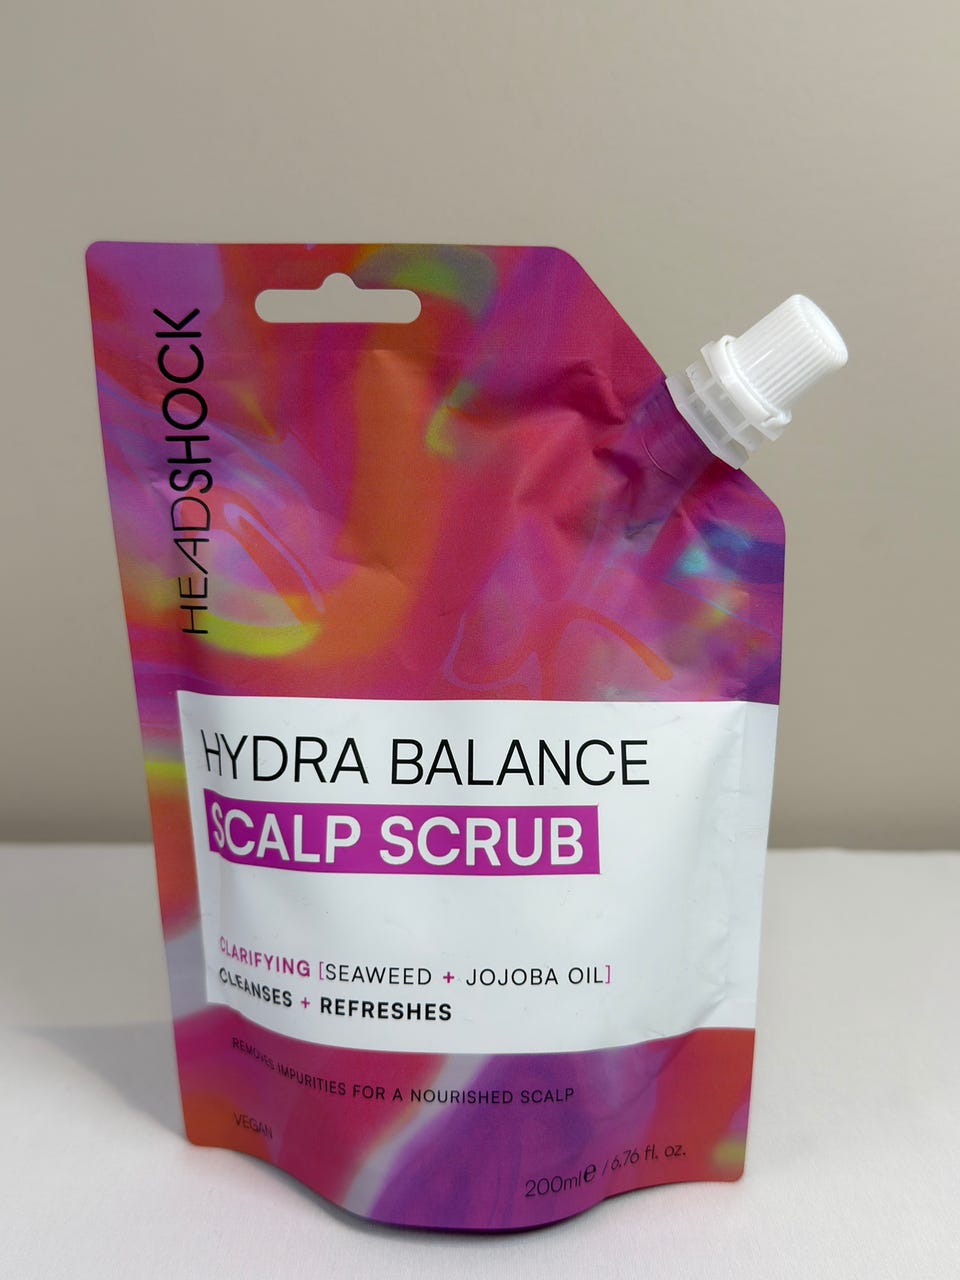 HEADSHOCK
HYDRA BALANCE
SCALP SCRUB
CLARIFYING [SEAWEED + JOJOBA OIL]
CLEANSES + REFRESHES
REMOVES IMPURITIES FOR A NOURISHED SCALP
VEGAN
200ml℮ / 6.76 fl. oz.